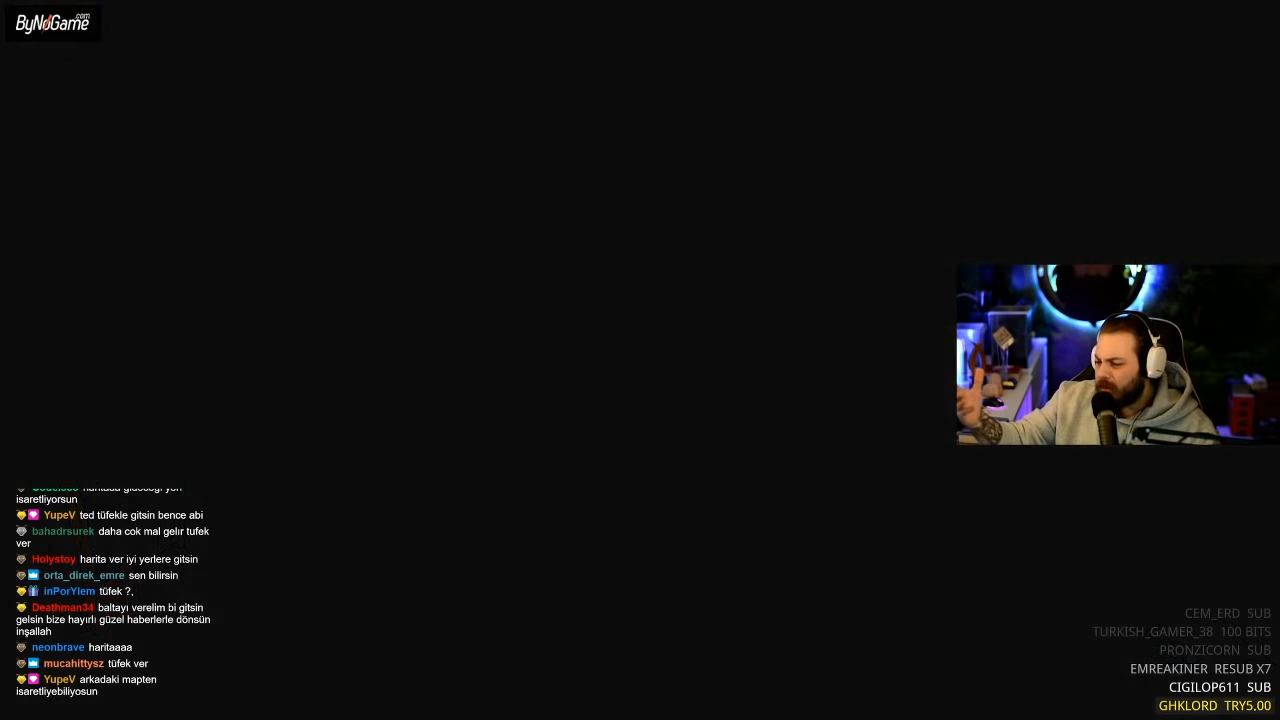 ByNoGame.com
isaretliyorsun
YupeV ted tüfekle gitsin bence abi
bahadrsurek daha cok mal gelır tufek
ver
Holystoy harita ver iyi yerlere gitsin
orta_direk_emre sen bilirsin
inPorYlem tüfek ?,
Deathman34 baltayı verelim bi gitsin
gelsin bize hayırlı güzel haberlerle dönsün
inşallah
neonbrave haritaaaa
mucahittysz tüfek ver
YupeV arkadaki mapten
isaretliyebiliyosun
CEM_ERD SUB
TURKISH_GAMER_38 100 BITS
PRONZICORN SUB
EMREAKINER RESUB X7
CIGILOP611 SUB
GHKLORD TRY5,00